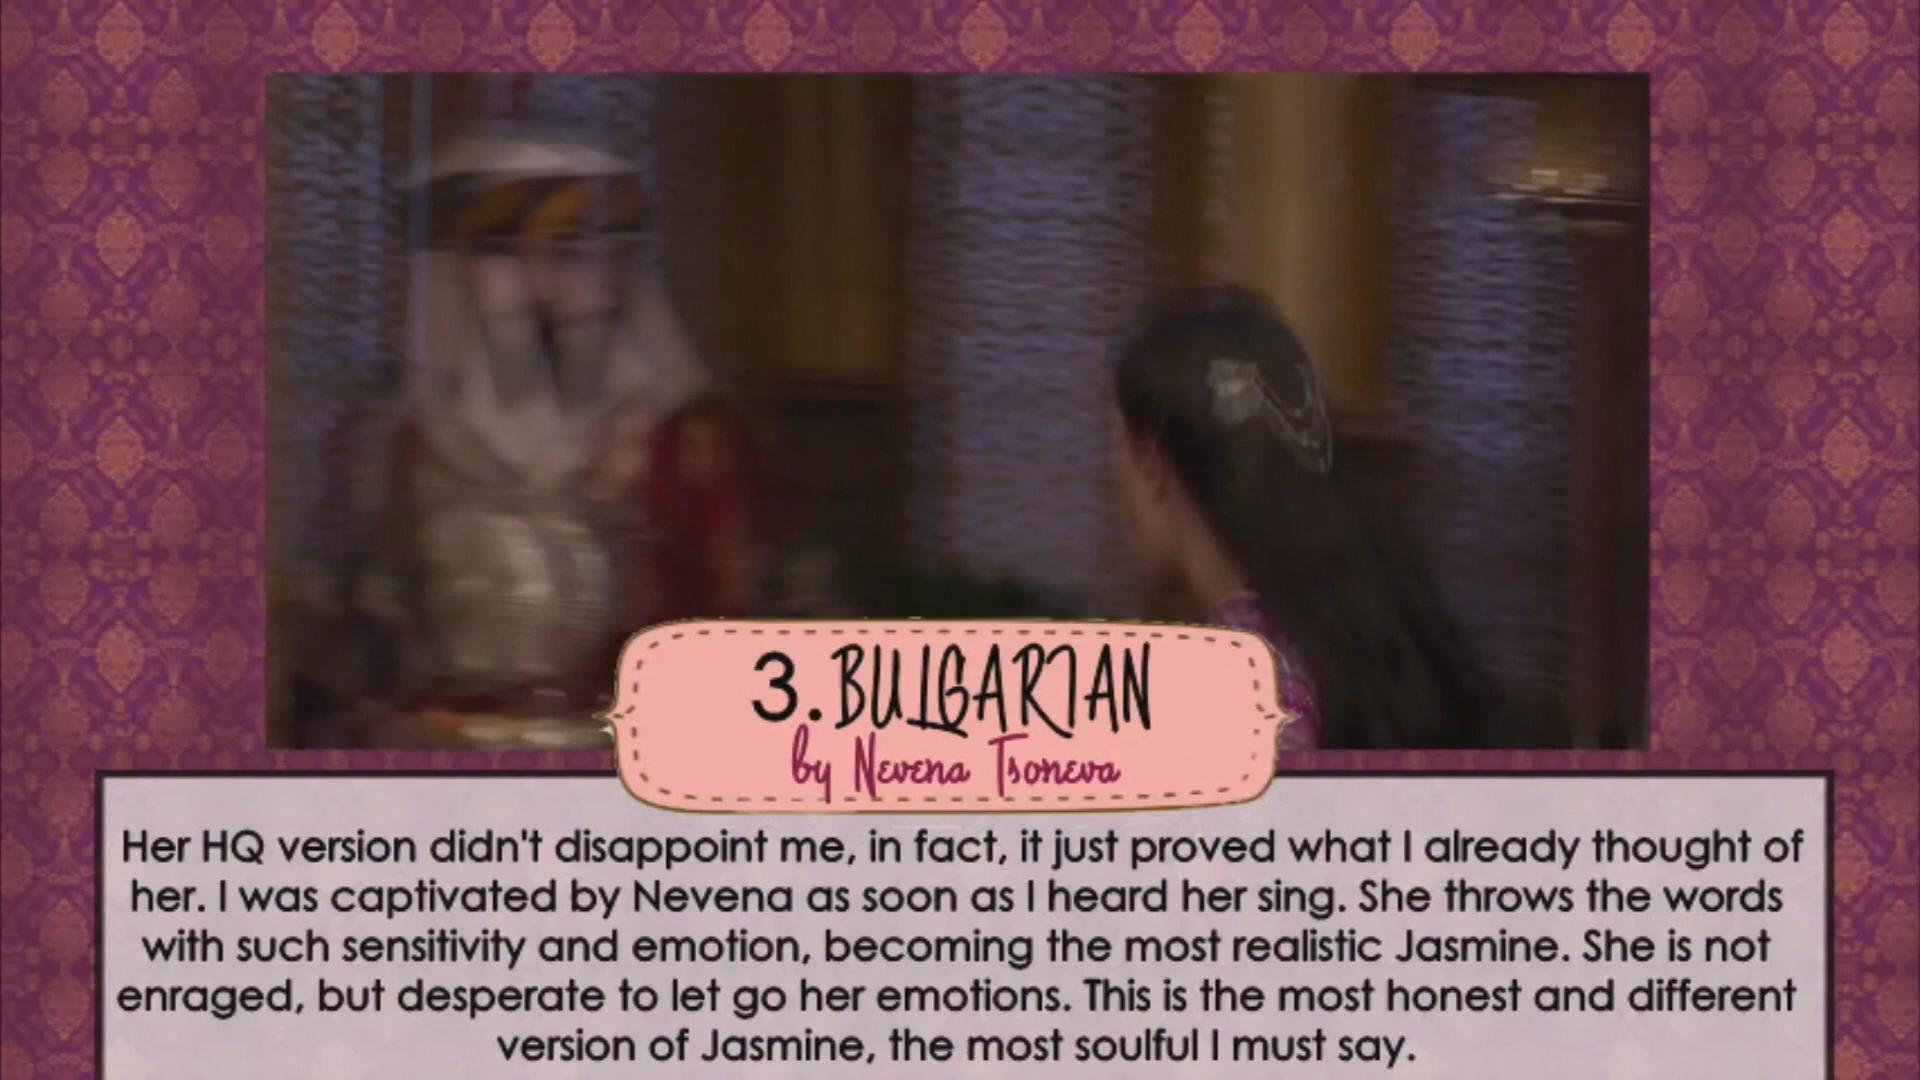 3.BULGARIAN
by Nevena Tsoneva
Her HQ version didn't disappoint me, in fact, it just proved what I already thought of
her. I was captivated by Nevena as soon as I heard her sing. She throws the words
with such sensitivity and emotion, becoming the most realistic Jasmine. She is not
enraged, but desperate to let go her emotions. This is the most honest and different
version of Jasmine, the most soulful I must say.